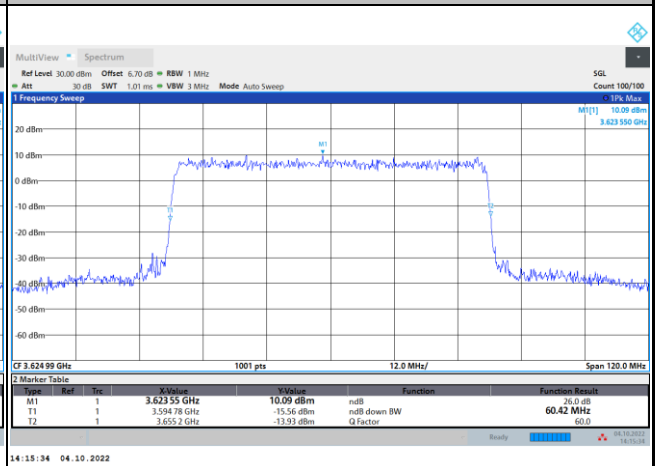 MultiView Spectrum
Ref Level 30.00 dBm Offset 6.70 dB RBW 1 MHz SGL
Att 30 dB SWT 1.01 ms VBW 3 MHz Mode Auto Sweep Count 100/100
1 Frequency Sweep 1Pk Max
M1[1] 10.09 dBm
3.623 550 GHz
M1
20 dBm
10 dBm
0 dBm
-10 dBm
T1
T2
-20 dBm
-30 dBm
-40 dBm
-50 dBm
-60 dBm
CF 3.624 99 GHz 1001 pts 12.0 MHz/ Span 120.0 MHz
2 Marker Table
Type Ref Trc X-Value Y-Value Function Function Result
M1 1 3.623 55 GHz 10.09 dBm ndB 26.0 dB
T1 1 3.594 78 GHz -15.56 dBm ndB down BW 60.42 MHz
T2 1 3.655 2 GHz -13.93 dBm Q Factor 60.0
Ready 04.10.2022
14:15:34
14:15:34 04.10.2022